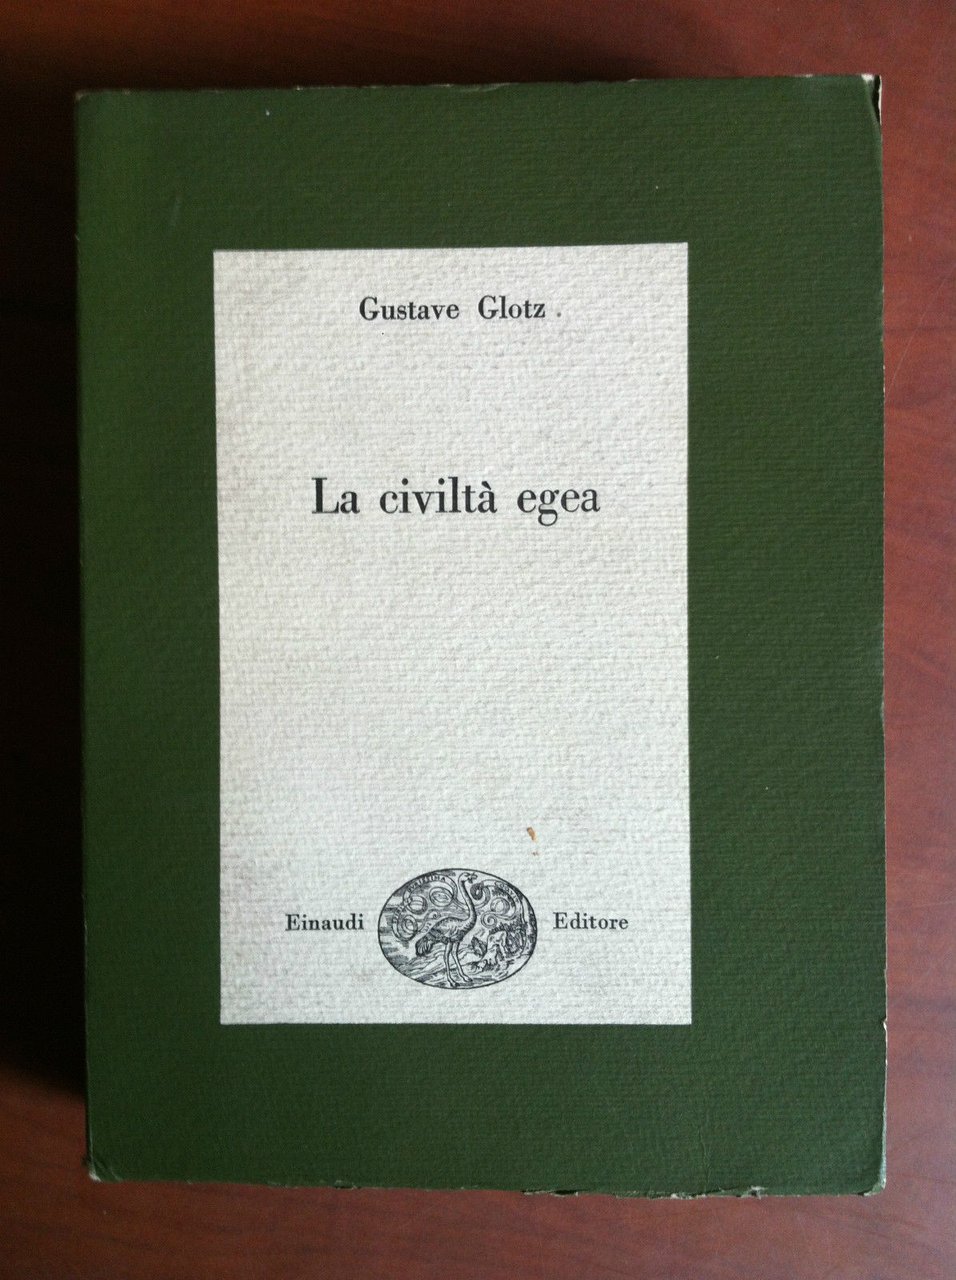 Gustave Glotz
La civiltà egea
Einaudi Editore